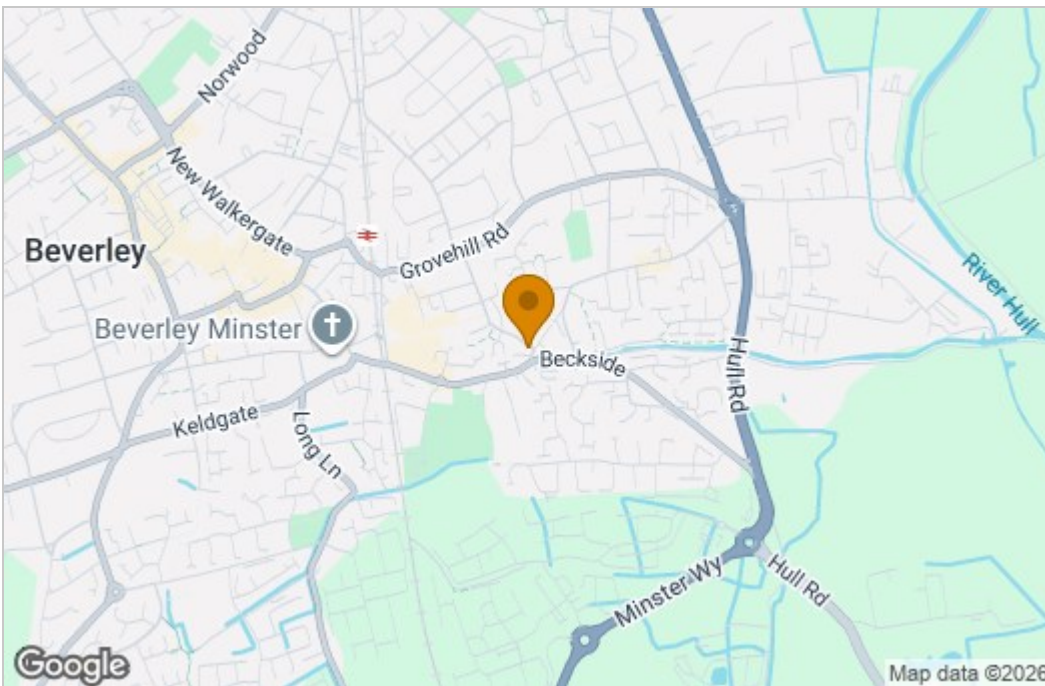 Norwood
New Walkergate
Beverley
Grovehill Rd
River Hull
Beverley Minster
Beckside
Hull Rd
Keldgate
Long Ln
Minster Wy
Hull Rd
Google
Map data ©2026